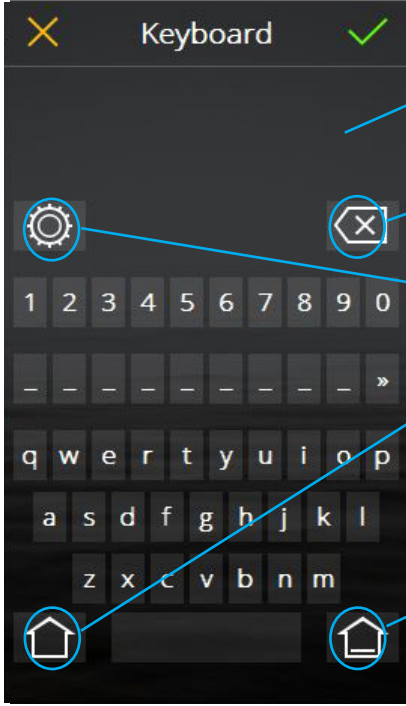 Keyboard
1 2 3 4 5 6 7 8 9 0
_ _ _ _ _ _ _ _ _ »
q w e r t y u i o p
a s d f g h j k l
z x c v b n m